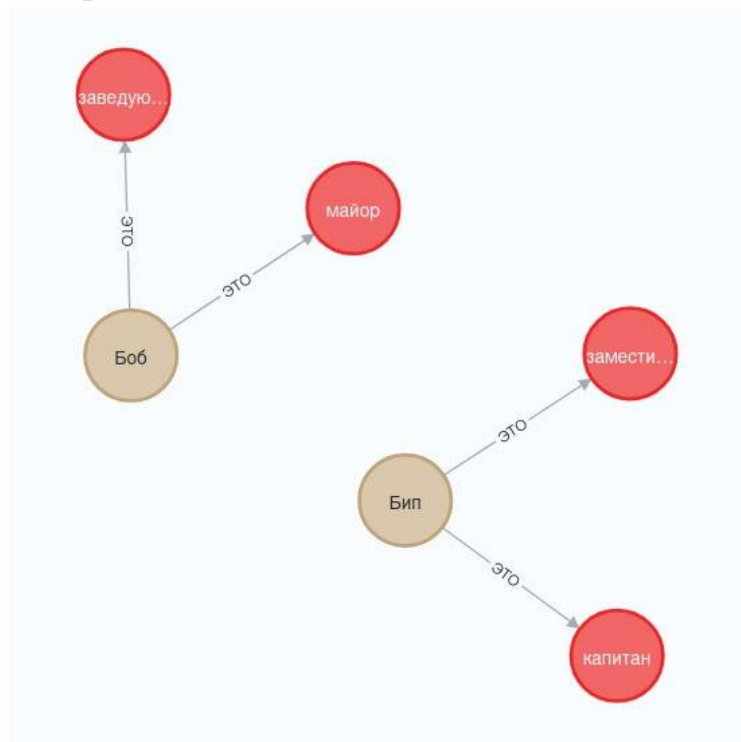 заведую...
майор
ЭТО
ЭТО
Боб
замести...
ЭТО
Бип
ЭТО
капитан